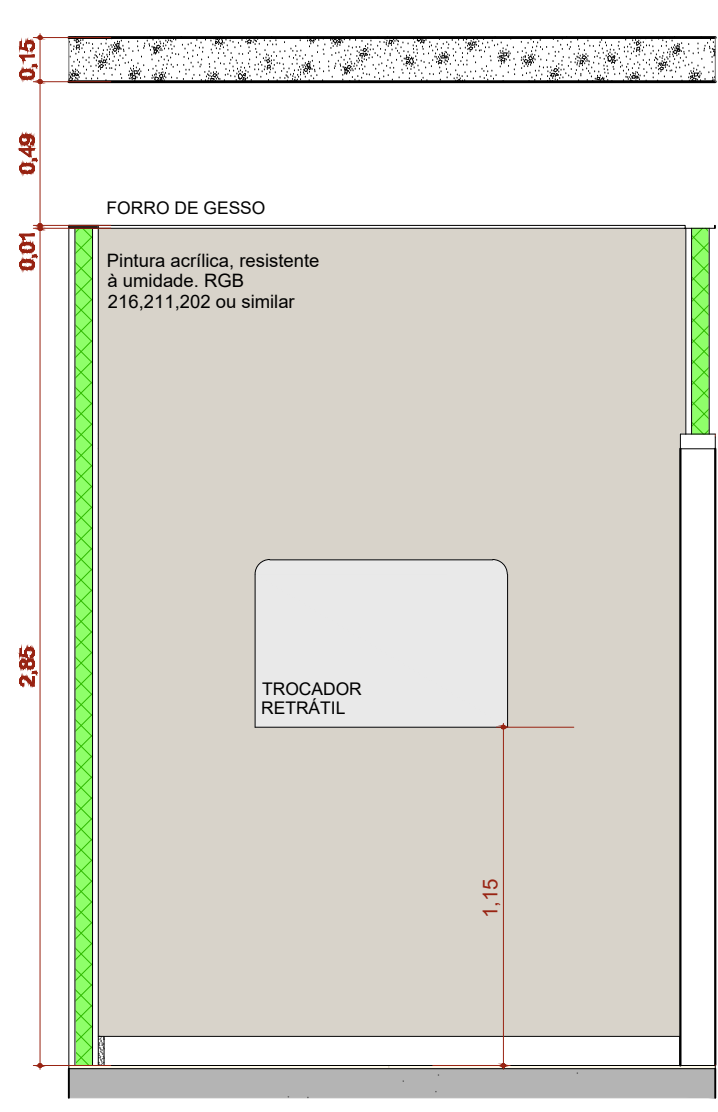 0,15
0,49
FORRO DE GESSO
0,01
Pintura acrílica, resistente
à umidade. RGB
216,211,202 ou similar
2,85
TROCADOR
RETRÁTIL
1,15